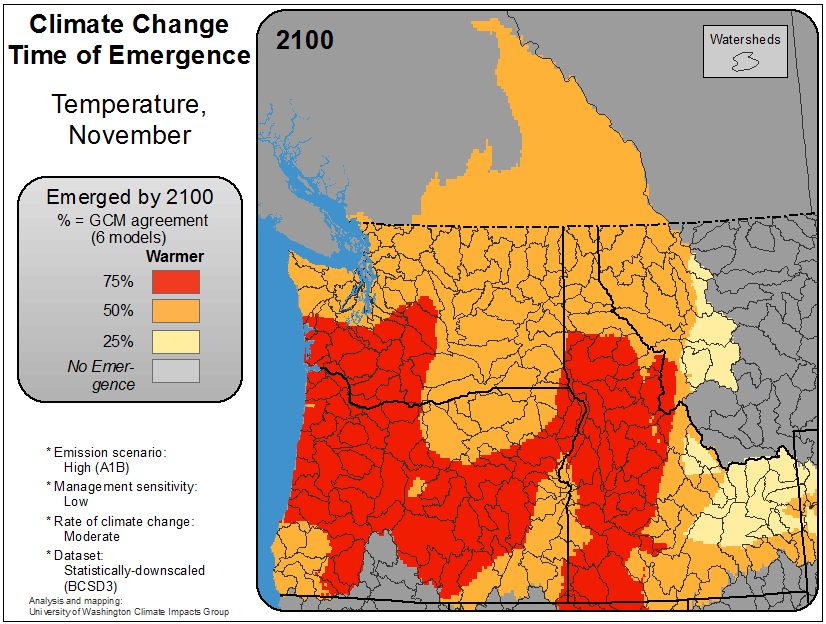 Climate Change
Time of Emergence
Temperature,
November
Emerged by 2100
% = GCM agreement
(6 models)
Warmer
75%
50%
25%
No Emer-
gence
* Emission scenario:
High (A1B)
* Management sensitivity:
Low
* Rate of climate change:
Moderate
* Dataset:
Statistically-downscaled
(BCSD3)
Analysis and mapping:
University of Washington Climate Impacts Group
2100
Watersheds